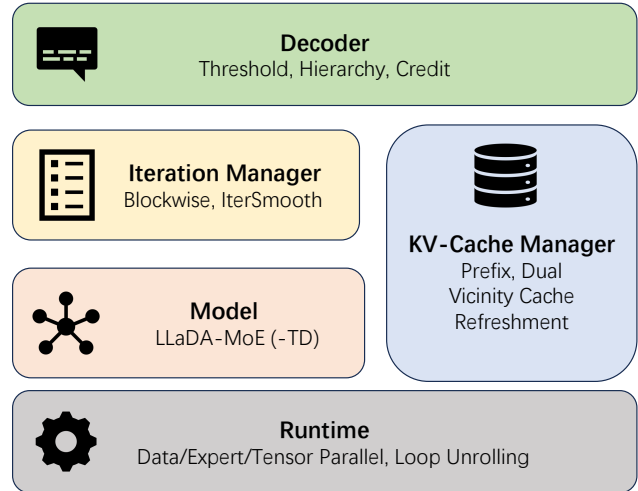 Decoder
Threshold, Hierarchy, Credit
Iteration Manager
Blockwise, IterSmooth
KV-Cache Manager
Prefix, Dual
Vicinity Cache
Refreshment
Model
LLaDA-MoE (-TD)
Runtime
Data/Expert/Tensor Parallel, Loop Unrolling